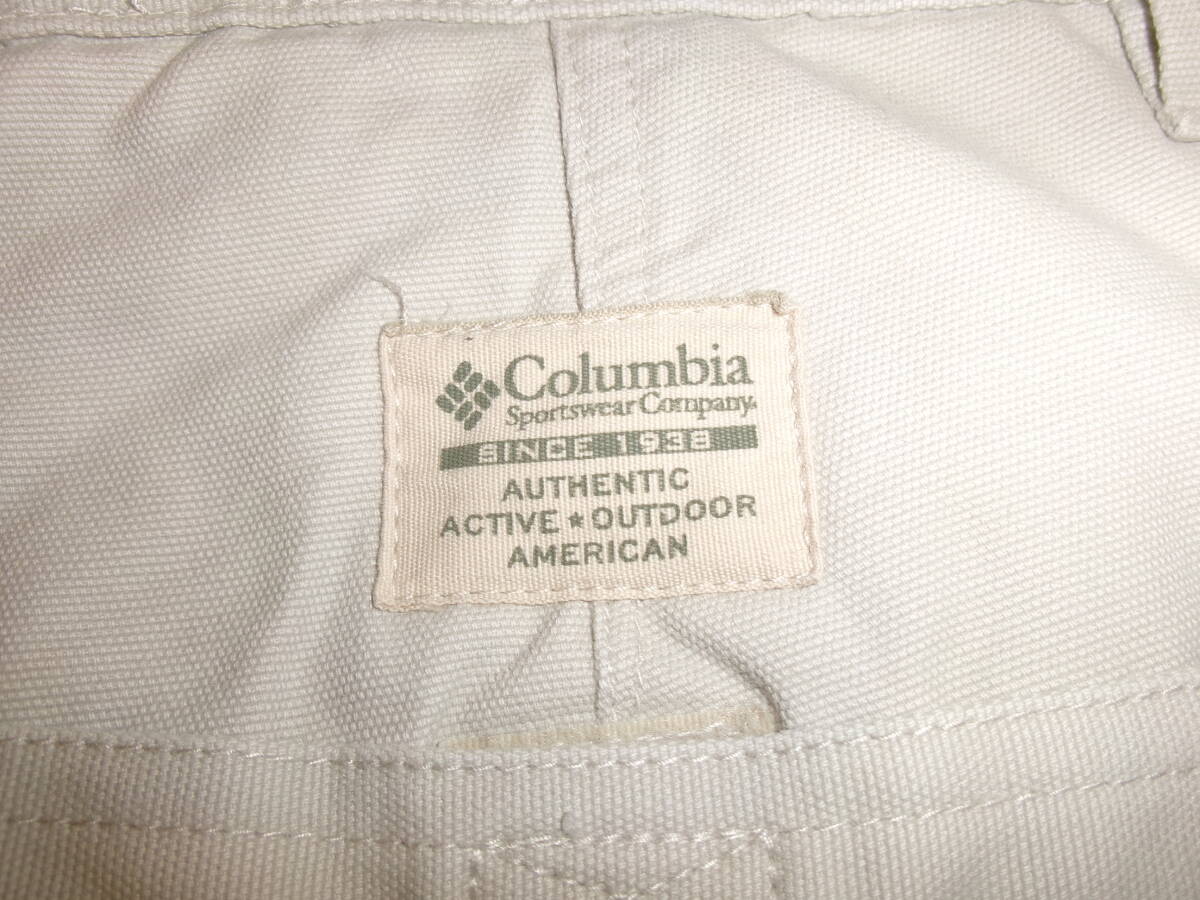 Columbia
Sportswear Company.
SINCE 1938
AUTHENTIC
ACTIVE ★ OUTDOOR
AMERICAN